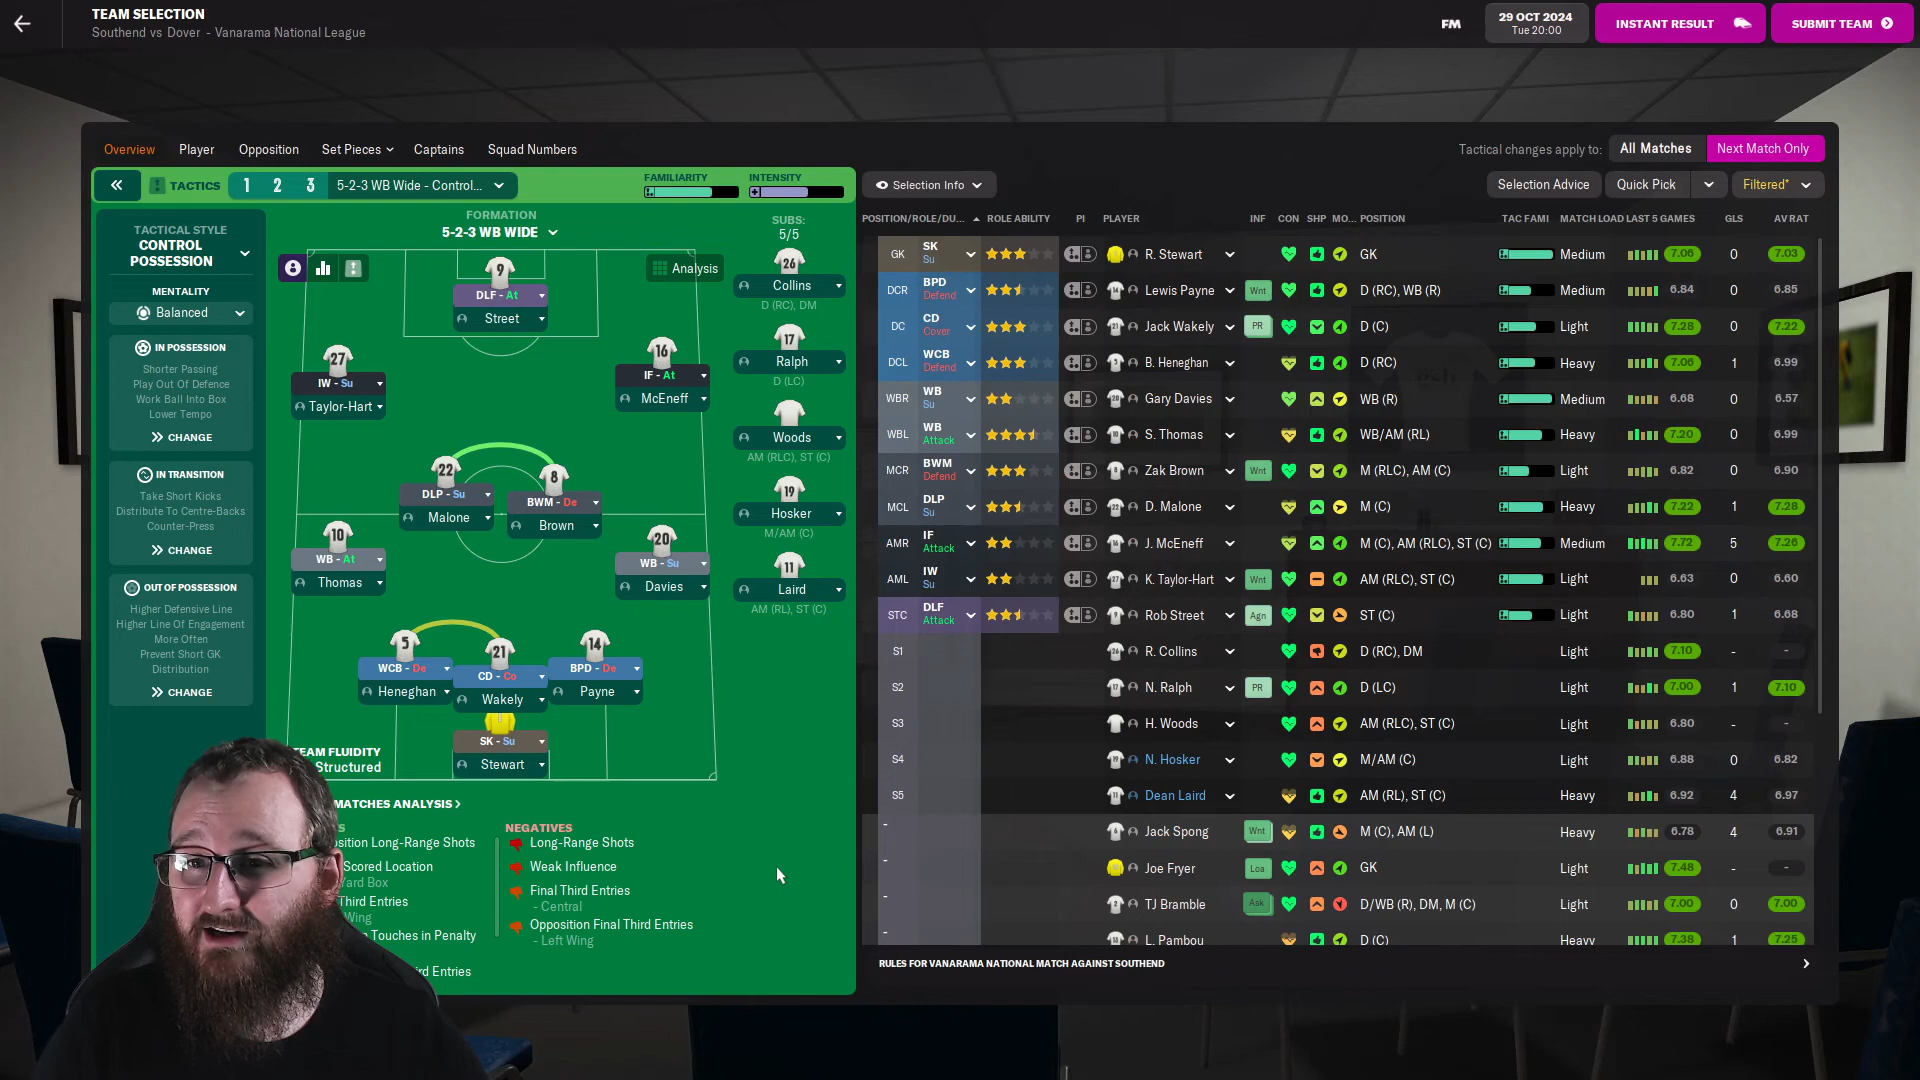 TEAM SELECTION
Southend vs Dover - Vanarama National League
FM
29 OCT 2024
Tue 20:00
INSTANT RESULT
SUBMIT TEAM
Overview
Player
Opposition
Set Pieces
Captains
Squad Numbers
Tactical changes apply to:
All Matches
Next Match Only
TACTICS
1 2 3
5-2-3 WB Wide - Control...
FAMILIARITY
INTENSITY
Selection Info
Selection Advice
Quick Pick
Filtered*
TACTICAL STYLE
CONTROL
POSSESSION
MENTALITY
Balanced
IN POSSESSION
Shorter Passing
Play Out Of Defence
Work Ball Into Box
Lower Tempo
CHANGE
IN TRANSITION
Take Short Kicks
Distribute To Centre-Backs
Counter-Press
CHANGE
OUT OF POSSESSION
Higher Defensive Line
Higher Line Of Engagement
More Often
Prevent Short GK
Distribution
CHANGE
FORMATION
5-2-3 WB WIDE
Analysis
9
DLF - At
Street
27
IW - Su
Taylor-Hart
16
IF - At
McEneff
22
DLP - Su
Malone
8
BWM - De
Brown
10
WB - At
Thomas
20
WB - Su
Davies
5
WCB - De
Heneghan
21
CD - Co
Wakely
14
BPD - De
Payne
SK - Su
Stewart
SUBS:
5/5
26
Collins
D (RC), DM
17
Ralph
D (LC)
Woods
AM (RLC), ST (C)
19
Hosker
M/AM (C)
11
Laird
AM (RL), ST (C)
TEAM FLUIDITY
Structured
MATCHES ANALYSIS
Long-Range Shots
Scored Location
Yard Box
Third Entries
Wing
Touches in Penalty
Entries
NEGATIVES
Long-Range Shots
Weak Influence
Final Third Entries
- Central
Opposition Final Third Entries
- Left Wing
POSITION/ROLE/DU... ROLE ABILITY PI PLAYER INF CON SHP MO... POSITION TAC FAMI MATCH LOAD LAST 5 GAMES GLS AV RAT
GK SK Su R. Stewart GK Medium 7.06 0 7.03
DCR BPD Defend Lewis Payne Wnt D (RC), WB (R) Medium 6.84 0 6.85
DC CD Cover Jack Wakely PR D (C) Light 7.28 0 7.22
DCL WCB Defend B. Heneghan D (RC) Heavy 7.06 1 6.99
WBR WB Su Gary Davies WB (R) Medium 6.68 0 6.57
WBL WB Attack S. Thomas WB/AM (RL) Heavy 7.20 0 6.99
MCR BWM Defend Zak Brown Wnt M (RLC), AM (C) Light 6.82 0 6.90
MCL DLP Su D. Malone M (C) Heavy 7.22 1 7.28
AMR IF Attack J. McEneff M (C), AM (RLC), ST (C) Medium 7.72 5 7.26
AML IW Su K. Taylor-Hart Wnt AM (RLC), ST (C) Light 6.63 0 6.60
STC DLF Attack Rob Street Agn ST (C) Light 6.80 1 6.68
S1 R. Collins D (RC), DM Light 7.10 - -
S2 N. Ralph PR D (LC) Light 7.00 1 7.10
S3 H. Woods AM (RLC), ST (C) Light 6.80 - -
S4 N. Hosker M/AM (C) Light 6.88 0 6.82
S5 Dean Laird AM (RL), ST (C) Heavy 6.92 4 6.97
- Jack Spong Wnt M (C), AM (L) Heavy 6.78 4 6.91
- Joe Fryer Loa GK Light 7.48 - -
- TJ Bramble Ask D/WB (R), DM, M (C) Light 7.00 0 7.00
- L. Pambou D (C) Heavy 7.38 1 7.25
RULES FOR VANARAMA NATIONAL MATCH AGAINST SOUTHEND